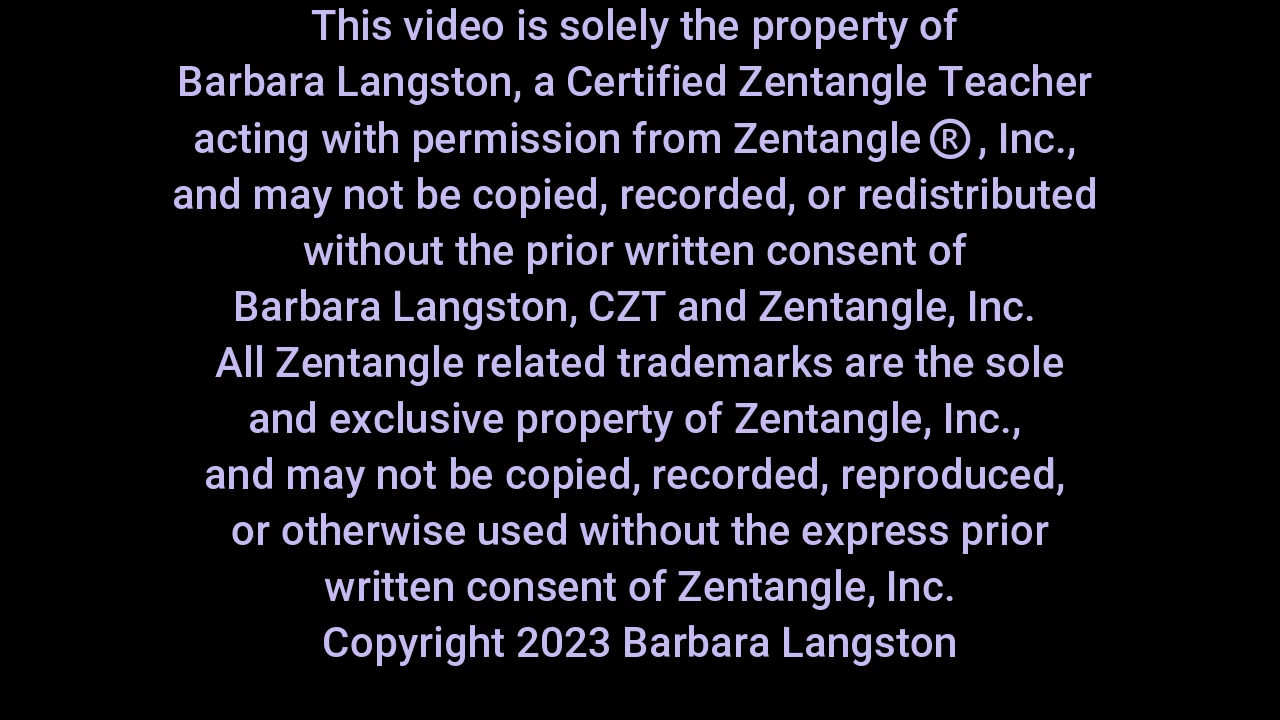 This video is solely the property of
Barbara Langston, a Certified Zentangle Teacher
acting with permission from Zentangle®, Inc.,
and may not be copied, recorded, or redistributed
without the prior written consent of
Barbara Langston, CZT and Zentangle, Inc.
All Zentangle related trademarks are the sole
and exclusive property of Zentangle, Inc.,
and may not be copied, recorded, reproduced,
or otherwise used without the express prior
written consent of Zentangle, Inc.
Copyright 2023 Barbara Langston